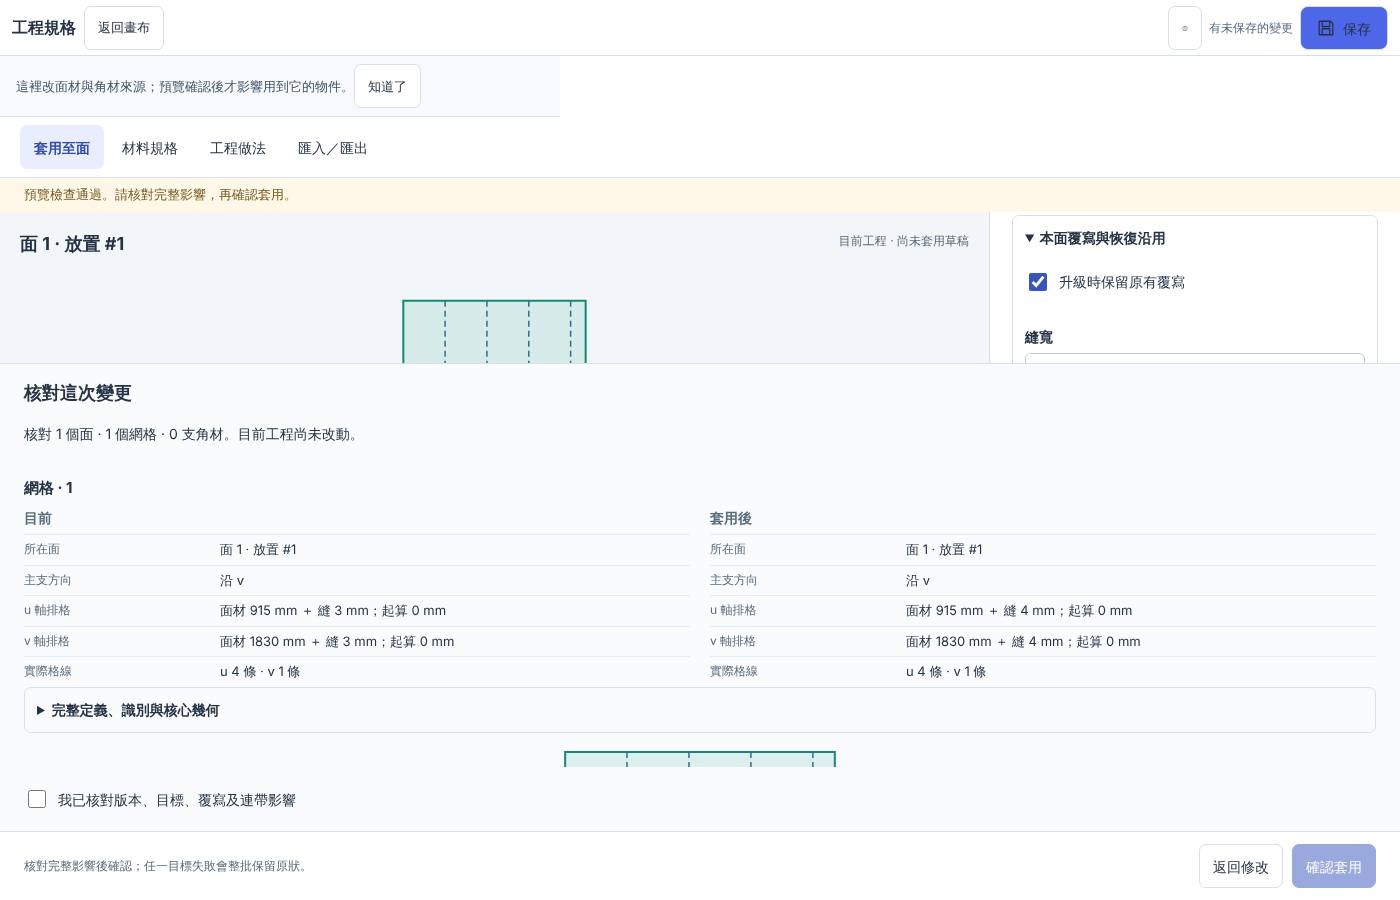 工程規格
返回畫布
有未保存的變更
保存
這裡改面材與角材來源；預覽確認後才影響用到它的物件。
知道了
套用至面
材料規格
工程做法
匯入／匯出
預覽檢查通過。請核對完整影響，再確認套用。
面 1 · 放置 #1
目前工程 · 尚未套用草稿
▼ 本面覆寫與恢復沿用
升級時保留原有覆寫
縫寬
核對這次變更
核對 1 個面 · 1 個網格 · 0 支角材。目前工程尚未改動。
網格 · 1
目前
所在面 面 1 · 放置 #1
主支方向 沿 v
u 軸排格 面材 915 mm ＋ 縫 3 mm；起算 0 mm
v 軸排格 面材 1830 mm ＋ 縫 3 mm；起算 0 mm
實際格線 u 4 條 · v 1 條
套用後
所在面 面 1 · 放置 #1
主支方向 沿 v
u 軸排格 面材 915 mm ＋ 縫 4 mm；起算 0 mm
v 軸排格 面材 1830 mm ＋ 縫 4 mm；起算 0 mm
實際格線 u 4 條 · v 1 條
▶ 完整定義、識別與核心幾何
我已核對版本、目標、覆寫及連帶影響
核對完整影響後確認；任一目標失敗會整批保留原狀。
返回修改
確認套用